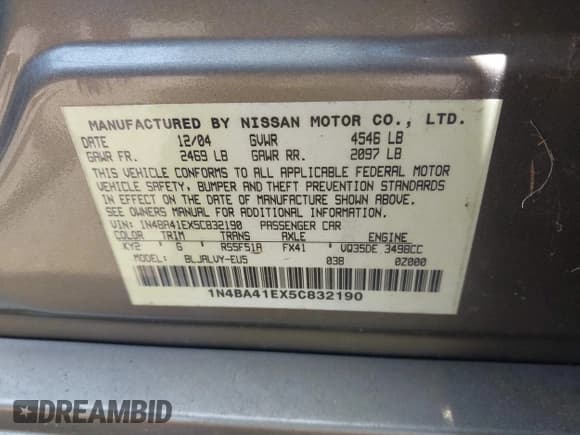 MANUFACTURED BY NISSAN MOTOR CO., LTD.
DATE 12/04 GVWR 4546 LB
GAWR FR. 2469 LB GAWR RR. 2097 LB
THIS VEHICLE CONFORMS TO ALL APPLICABLE FEDERAL MOTOR
VEHICLE SAFETY, BUMPER AND THEFT PREVENTION STANDARDS
IN EFFECT ON THE DATE OF MANUFACTURE SHOWN ABOVE.
SEE OWNERS MANUAL FOR ADDITIONAL INFORMATION.
VIN: 1N4BA41EX5C832190 PASSENGER CAR
COLOR TRIM TRANS AXLE ENGINE
KY2 G RS5F51A FX41 VQ35DE 3498CC
MODEL: BLJALVY-EU5 03B 0Z000
1N4BA41EX5C832190
DREAMBID